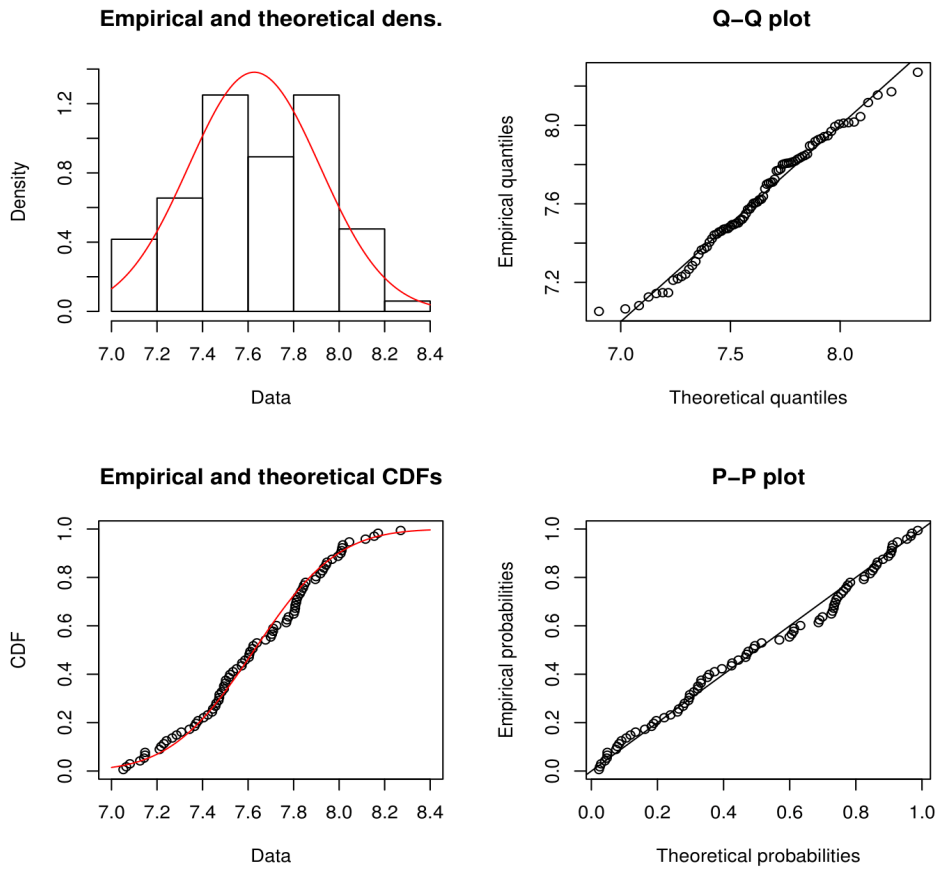 Empirical and theoretical dens.
Density
0.0 0.4 0.8 1.2
7.0 7.2 7.4 7.6 7.8 8.0 8.2 8.4
Data
Q−Q plot
Empirical quantiles
7.2 7.6 8.0
7.0 7.5 8.0
Theoretical quantiles
Empirical and theoretical CDFs
CDF
0.0 0.2 0.4 0.6 0.8 1.0
7.0 7.2 7.4 7.6 7.8 8.0 8.2 8.4
Data
P−P plot
Empirical probabilities
0.0 0.2 0.4 0.6 0.8 1.0
0.0 0.2 0.4 0.6 0.8 1.0
Theoretical probabilities